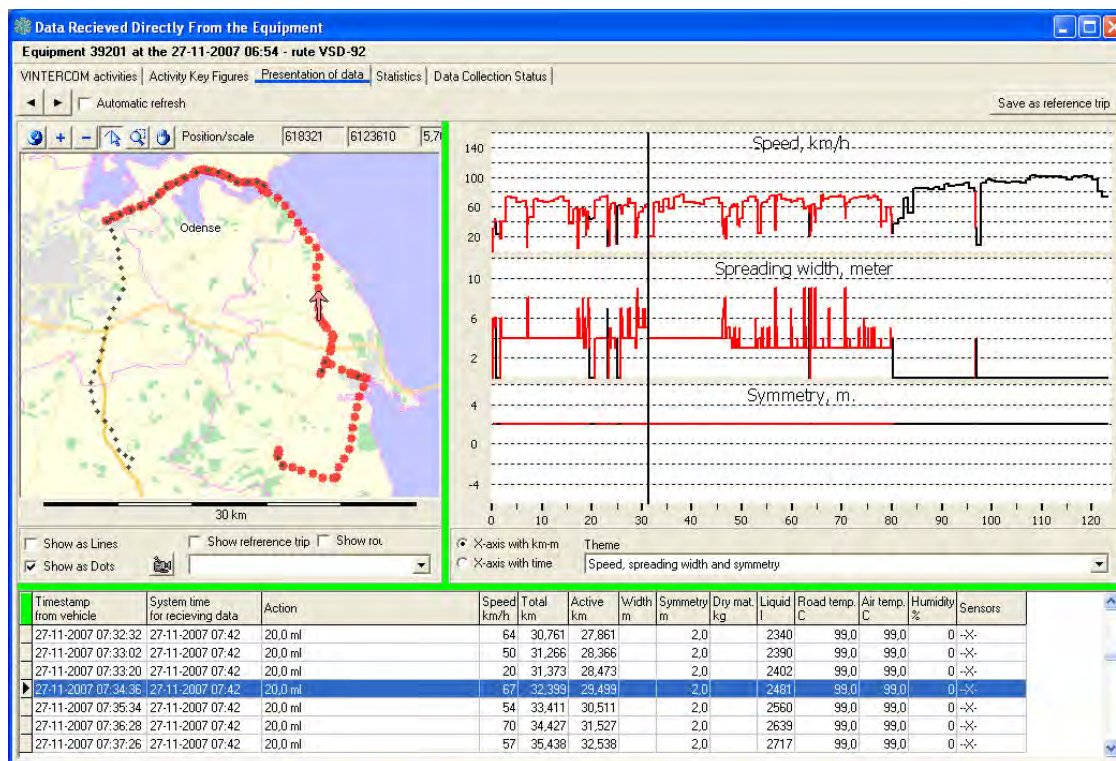 Data Recieved Directly From the Equipment
Equipment 39201 at the 27-11-2007 06:54 - rute VSD-92
VINTERCOM activities | Activity Key Figures | Presentation of data | Statistics | Data Collection Status
Automatic refresh
Save as reference trip
Position/scale 618321 6123610 5,70
Odense
30 km
Show as Lines
Show refrerence trip
Show rou
Show as Dots
Speed, km/h
140
100
60
20
Spreading width, meter
10
6
2
Symmetry, m.
4
0
-4
0 10 20 30 40 50 60 70 80 90 100 110 120
X-axis with km-m
X-axis with time
Theme
Speed, spreading width and symmetry
Timestamp from vehicle System time for recieving data Action Speed km/h Total km Active km Width m Symmetry m Dry mat. kg Liquid l Road temp. C Air temp. C Humidity % Sensors
27-11-2007 07:32:32 27-11-2007 07:42 20,0 ml 64 30,761 27,861 2,0 2340 99,0 99,0 0 -X-
27-11-2007 07:33:02 27-11-2007 07:42 20,0 ml 50 31,266 28,366 2,0 2390 99,0 99,0 0 -X-
27-11-2007 07:33:20 27-11-2007 07:42 20,0 ml 20 31,373 28,473 2,0 2402 99,0 99,0 0 -X-
27-11-2007 07:34:36 27-11-2007 07:42 20,0 ml 67 32,399 29,499 2,0 2481 99,0 99,0 0 -X-
27-11-2007 07:35:34 27-11-2007 07:42 20,0 ml 54 33,411 30,511 2,0 2560 99,0 99,0 0 -X-
27-11-2007 07:36:28 27-11-2007 07:42 20,0 ml 70 34,427 31,527 2,0 2639 99,0 99,0 0 -X-
27-11-2007 07:37:26 27-11-2007 07:42 20,0 ml 57 35,438 32,538 2,0 2717 99,0 99,0 0 -X-